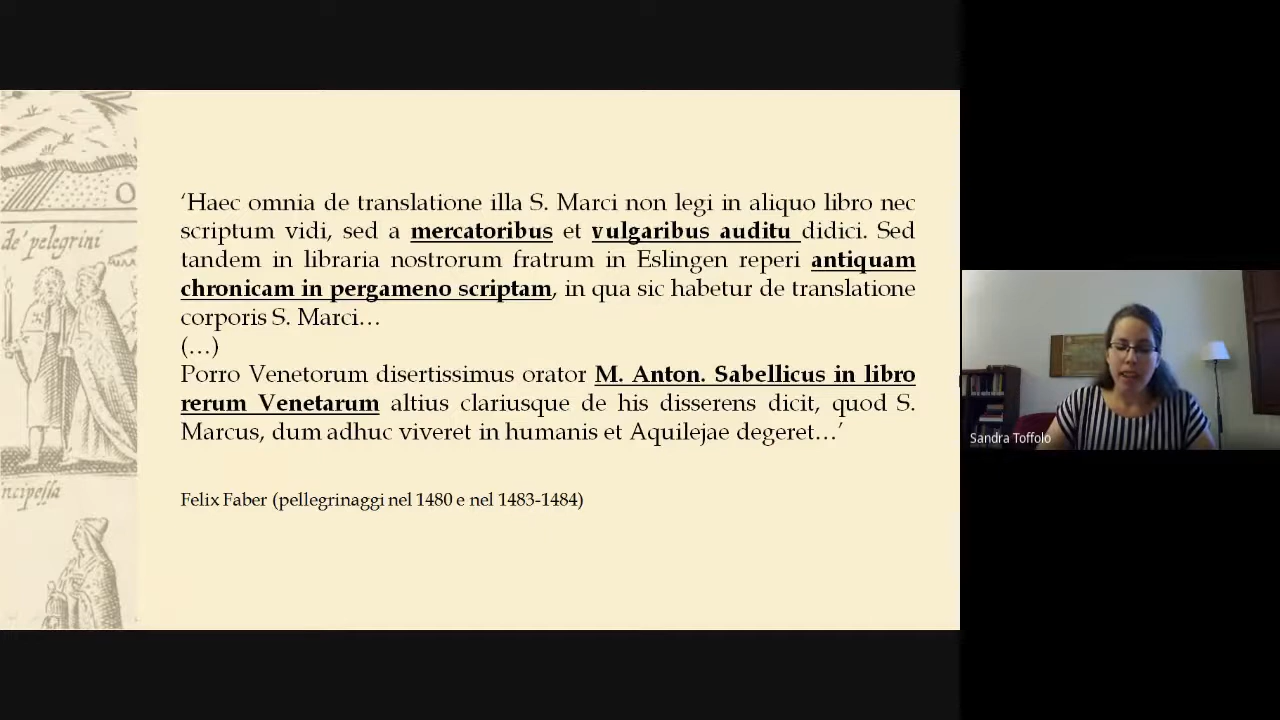 O
de' pelegrini
ncipessa
‘Haec omnia de translatione illa S. Marci non legi in aliquo libro nec
scriptum vidi, sed a mercatoribus et vulgaribus auditu didici. Sed
tandem in libraria nostrorum fratrum in Eslingen reperi antiquam
chronicam in pergameno scriptam, in qua sic habetur de translatione
corporis S. Marci…
(…)
Porro Venetorum disertissimus orator M. Anton. Sabellicus in libro
rerum Venetarum altius clariusque de his disserens dicit, quod S.
Marcus, dum adhuc viveret in humanis et Aquilejae degeret…’
Felix Faber (pellegrinaggi nel 1480 e nel 1483-1484)
Sandra Toffolo